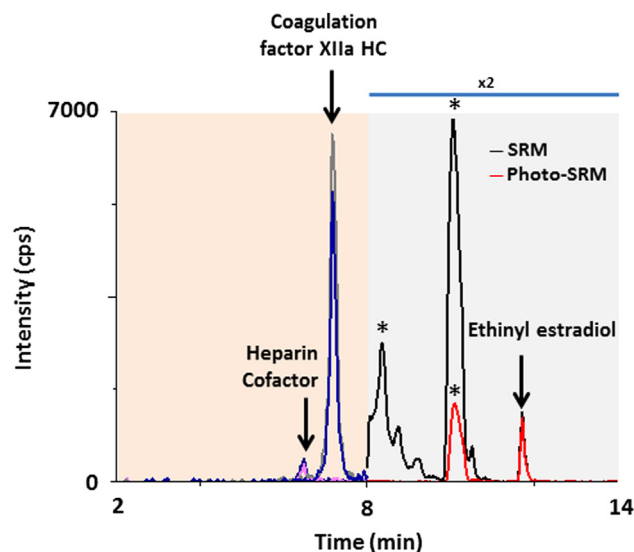 Coagulation
factor XIIa HC
x2
7000
*
SRM
Photo-SRM
Intensity (cps)
*
Heparin
Cofactor
Ethinyl estradiol
*
0
2
8
14
Time (min)